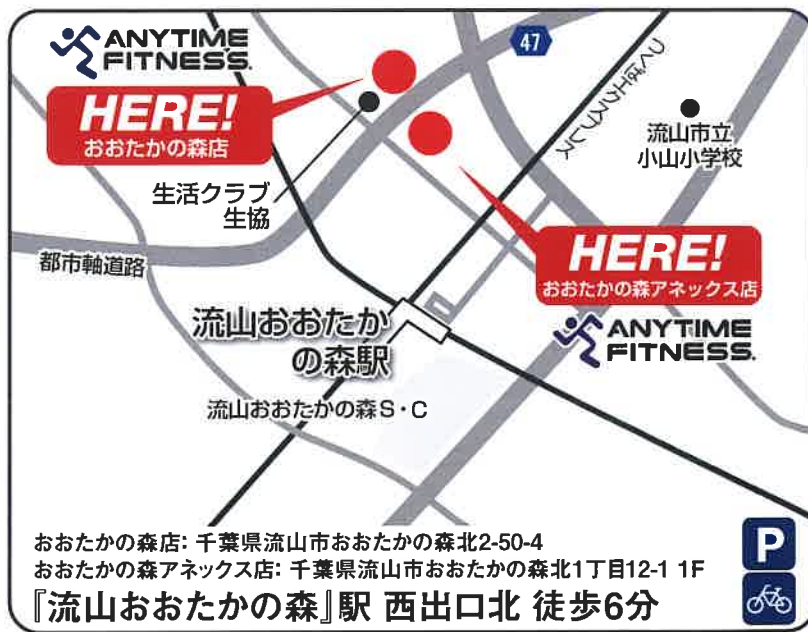 ANYTIME
FITNESS.
HERE!
おおたかの森店
生活クラブ
生協
47
つくばエクスプレス
流山市立
小山小学校
都市軸道路
HERE!
おおたかの森アネックス店
ANYTIME
FITNESS.
流山おおたか
の森駅
流山おおたかの森S・C
おおたかの森店: 千葉県流山市おおたかの森北2-50-4
おおたかの森アネックス店: 千葉県流山市おおたかの森北1丁目12-1 1F
『流山おおたかの森』駅 西出口北 徒歩6分
P